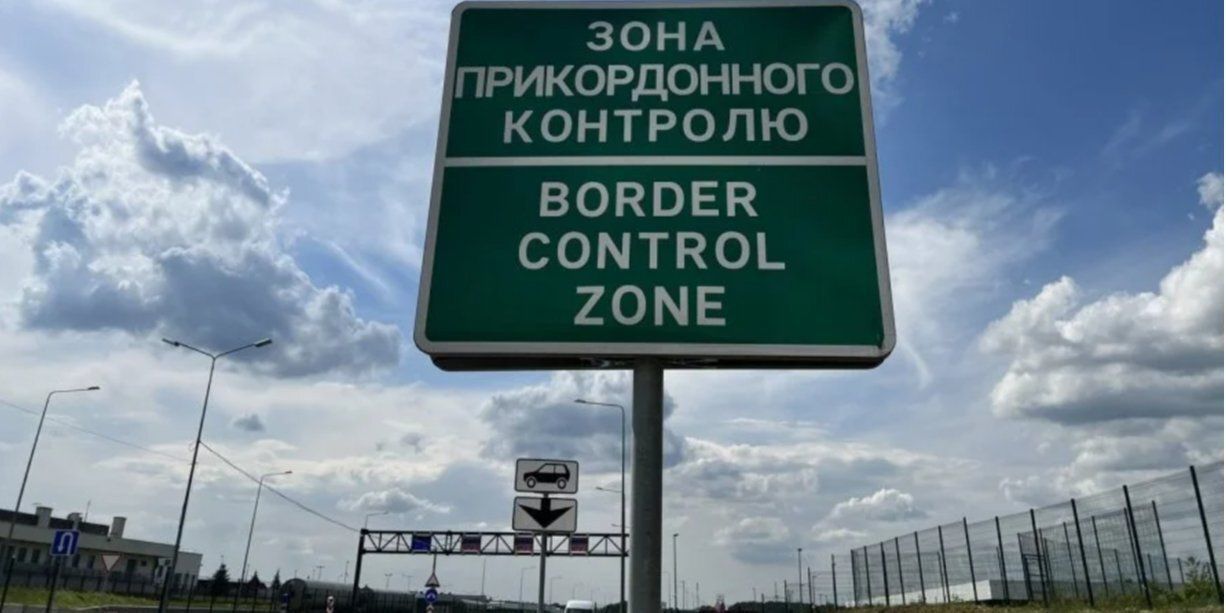 ЗОНА
ПРИКОРДОННОГО
КОНТРОЛЮ
BORDER
CONTROL
ZONE